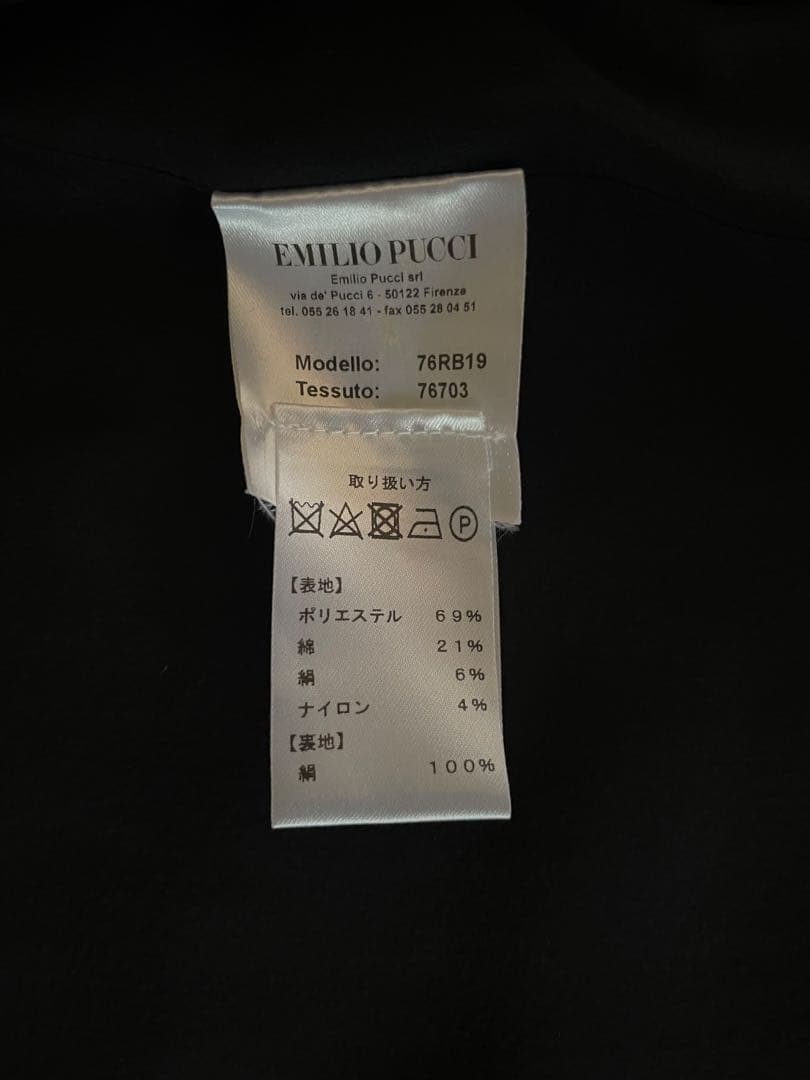 EMILIO PUCCI
Emilio Pucci srl
via de' Pucci 6 - 50122 Firenze
tel. 055 26 18 41 - fax 055 28 04 51
Modello: 76RB19
Tessuto: 76703
取り扱い方
P
【表地】
ポリエステル 69%
綿 21%
絹 6%
ナイロン 4%
【裏地】
絹 100%